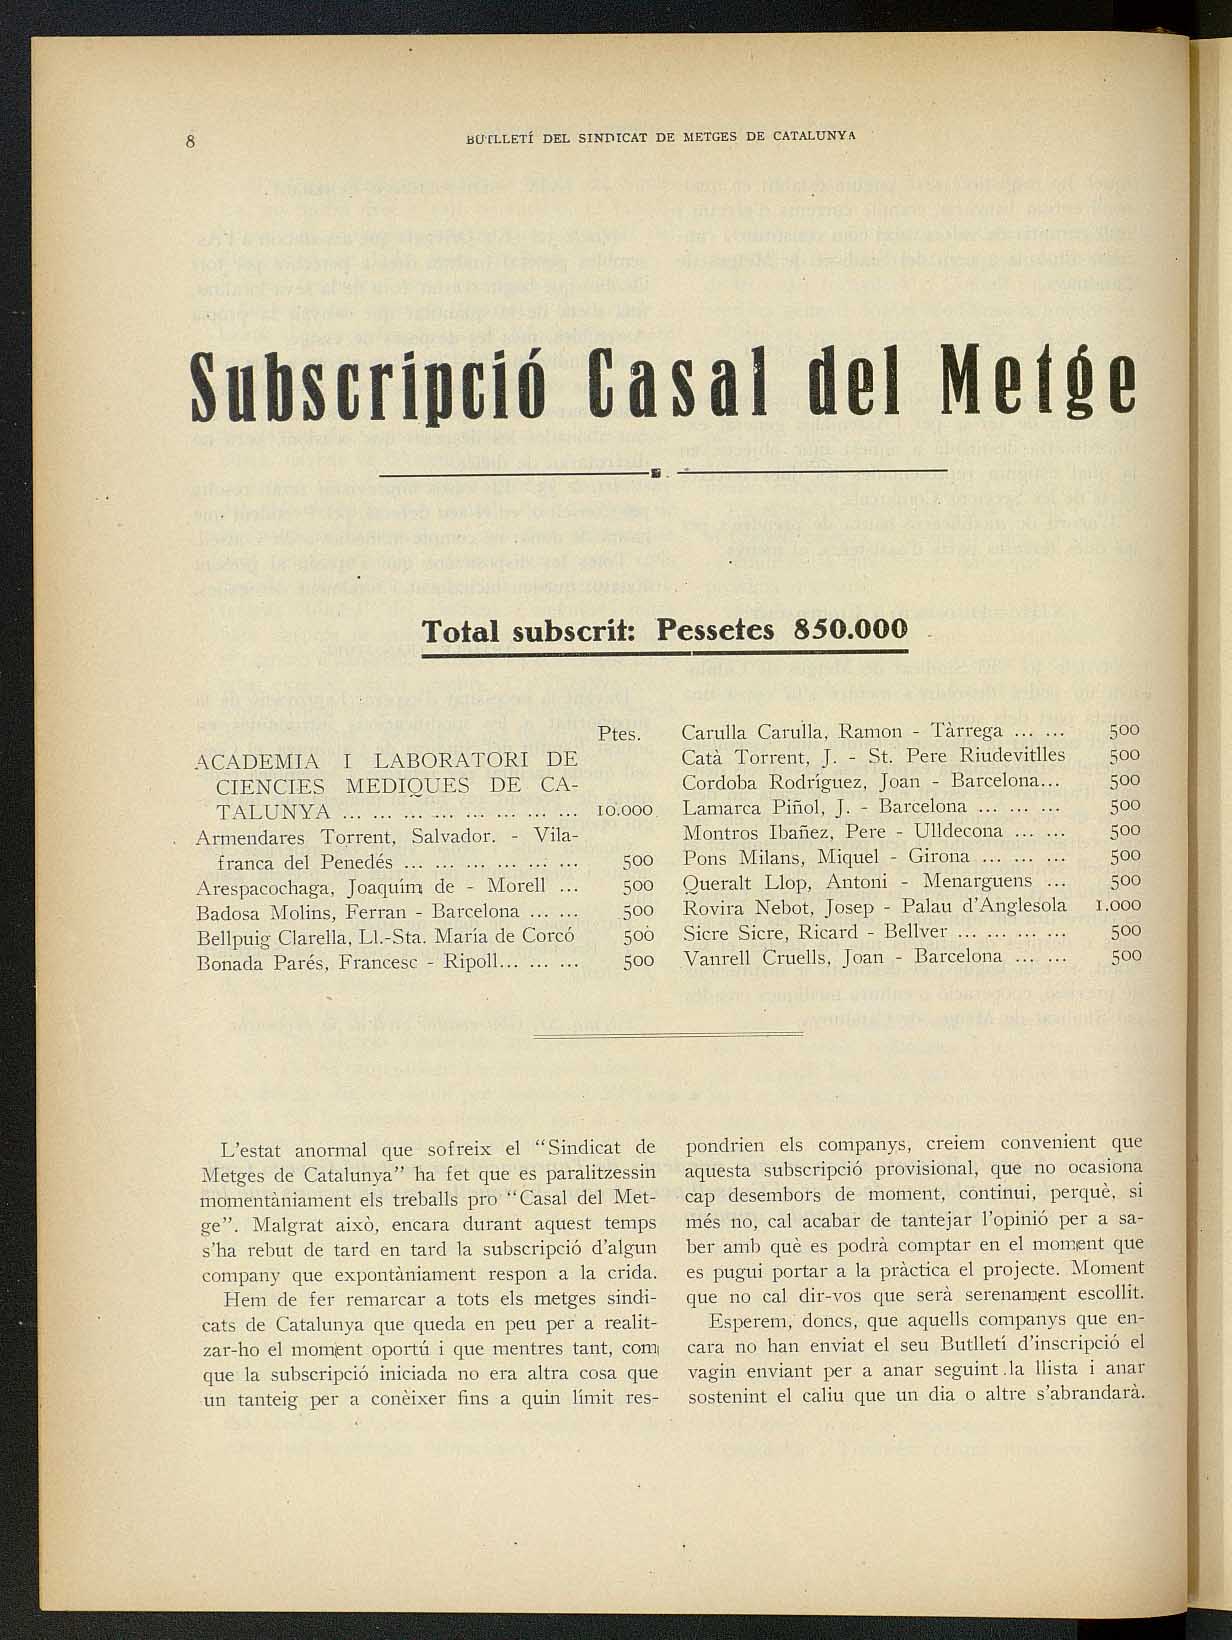 8
BUTLLETÍ DEL SINDICAT DE METGES DE CATALUNYA
Subscripció Casal del Metge
Total subscrit: Pessetes 850.000
Ptes.
ACADEMIA I LABORATORI DE
CIENCIES MEDIQUES DE CA-
TALUNYA ... ... ... ... ... ... ... ... 10.000
Armendares Torrent, Salvador. - Vila-
franca del Penedés ... ... ... ... ... ... 500
Arespacochaga, Joaquím de - Morell ... 500
Badosa Molins, Ferran - Barcelona ... ... 500
Bellpuig Clarella, Ll.-Sta. María de Corcó 500
Bonada Parés, Francesc - Ripoll... ... ... 500
Carulla Carulla, Ramon - Tàrrega ... ... 500
Catà Torrent, J. - St. Pere Riudevitlles 500
Cordoba Rodríguez, Joan - Barcelona... 500
Lamarca Piñol, J. - Barcelona ... ... ... 500
Montros Ibañez, Pere - Ulldecona ... ... 500
Pons Milans, Miquel - Girona ... ... ... 500
Queralt Llop, Antoni - Menarguens ... 500
Rovira Nebot, Josep - Palau d'Anglesola 1.000
Sicre Sicre, Ricard - Bellver ... ... ... ... 500
Vanrell Cruells, Joan - Barcelona ... ... 500
L'estat anormal que sofreix el "Sindicat de
Metges de Catalunya" ha fet que es paralitzessin
momentàniament els treballs pro "Casal del Met-
ge". Malgrat això, encara durant aquest temps
s'ha rebut de tard en tard la subscripció d'algun
company que expontàniament respon a la crida.
Hem de fer remarcar a tots els metges sindi-
cats de Catalunya que queda en peu per a realit-
zar-ho el moment oportú i que mentres tant, com
que la subscripció iniciada no era altra cosa que
un tanteig per a conèixer fins a quin límit res-
pondrien els companys, creiem convenient que
aquesta subscripció provisional, que no ocasiona
cap desembors de moment, continui, perquè, si
més no, cal acabar de tantejar l'opinió per a sa-
ber amb què es podrà comptar en el moment que
es pugui portar a la pràctica el projecte. Moment
que no cal dir-vos que serà serenament escollit.
Esperem, doncs, que aquells companys que en-
cara no han enviat el seu Butlletí d'inscripció el
vagin enviant per a anar seguint la llista i anar
sostenint el caliu que un dia o altre s'abrandarà.